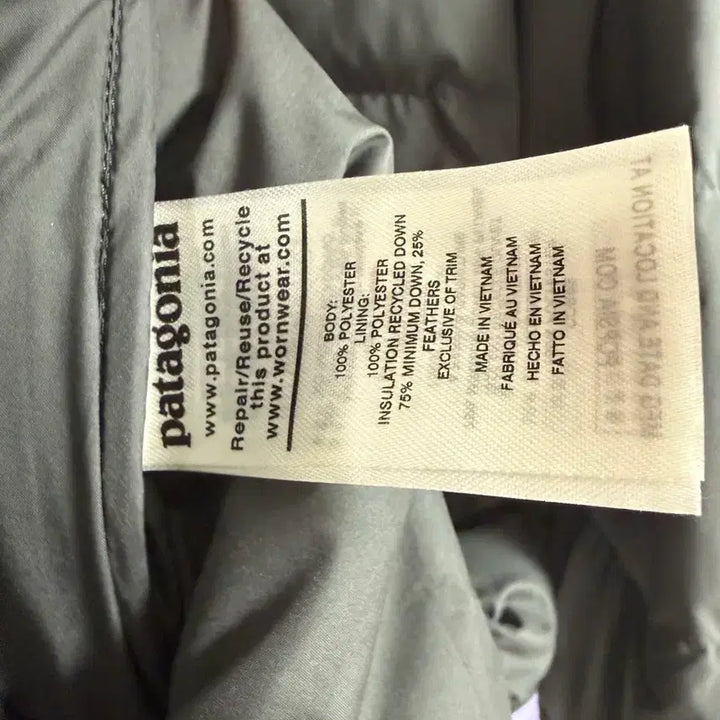 patagonia
www.patagonia.com
Repair/Reuse/Recycle
this product at
www.wornwear.com
BODY:
100% POLYESTER
LINING:
100% POLYESTER
INSULATION RECYCLED DOWN
75% MINIMUM DOWN, 25%
FEATHERS
EXCLUSIVE OF TRIM
MADE IN VIETNAM
FABRIQUÉ AU VIETNAM
HECHO EN VIETNAM
FATTO IN VIETNAM